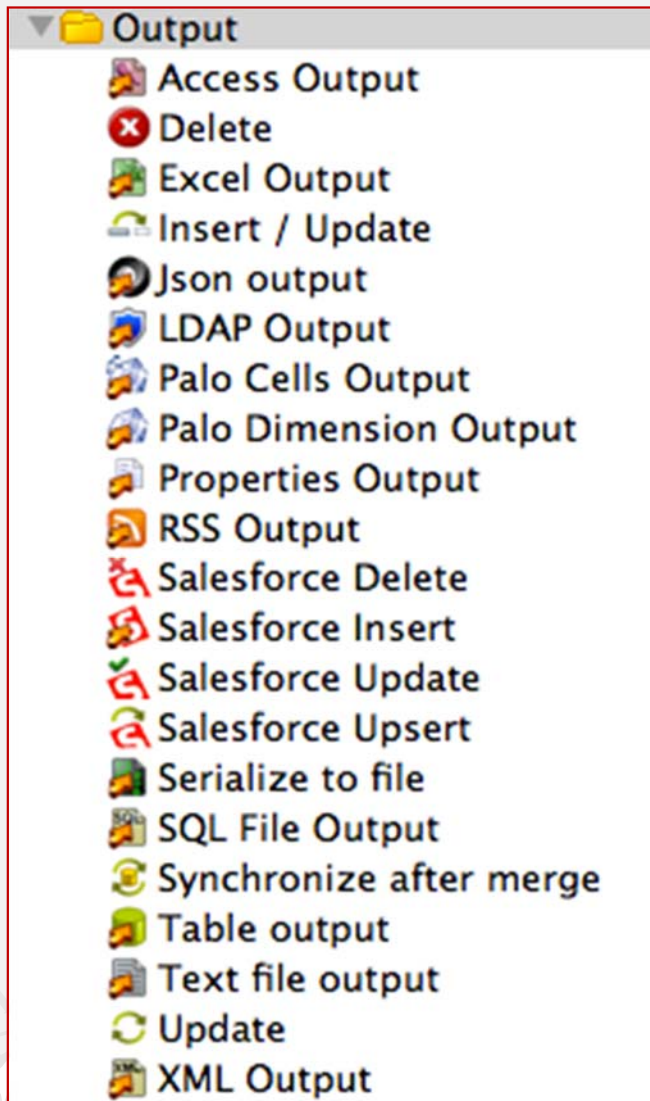 Output
Access Output
Delete
Excel Output
Insert / Update
Json output
LDAP Output
Palo Cells Output
Palo Dimension Output
Properties Output
RSS Output
Salesforce Delete
Salesforce Insert
Salesforce Update
Salesforce Upsert
Serialize to file
SQL File Output
Synchronize after merge
Table output
Text file output
Update
XML Output